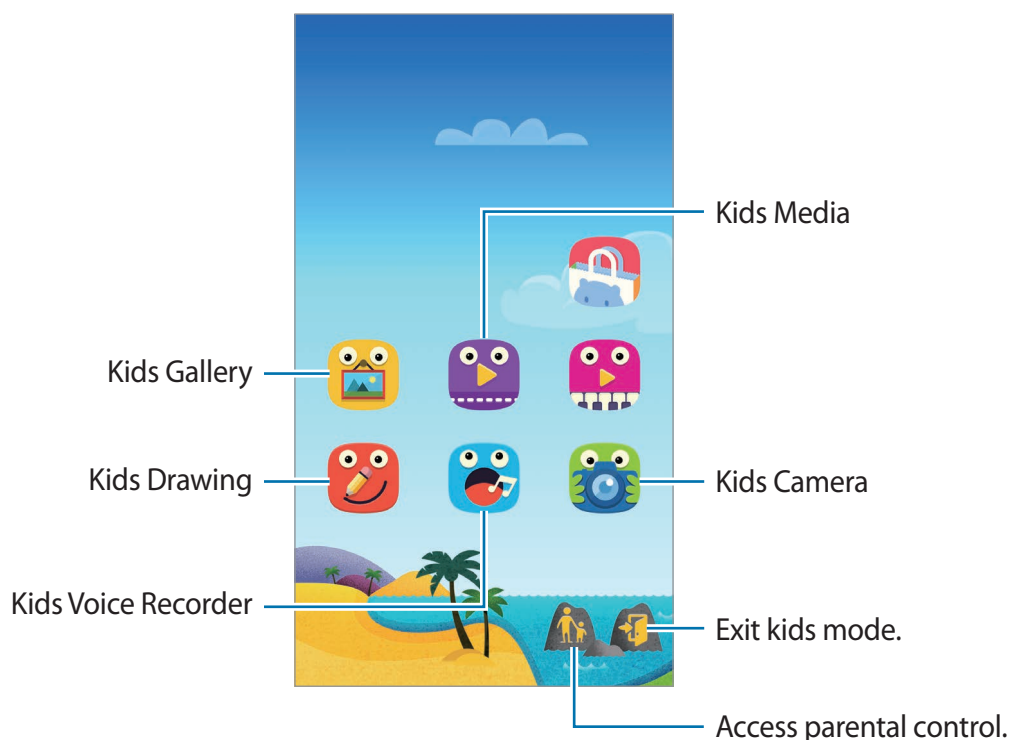 Kids Media
Kids Gallery
Kids Drawing
Kids Camera
Kids Voice Recorder
Exit kids mode.
Access parental control.